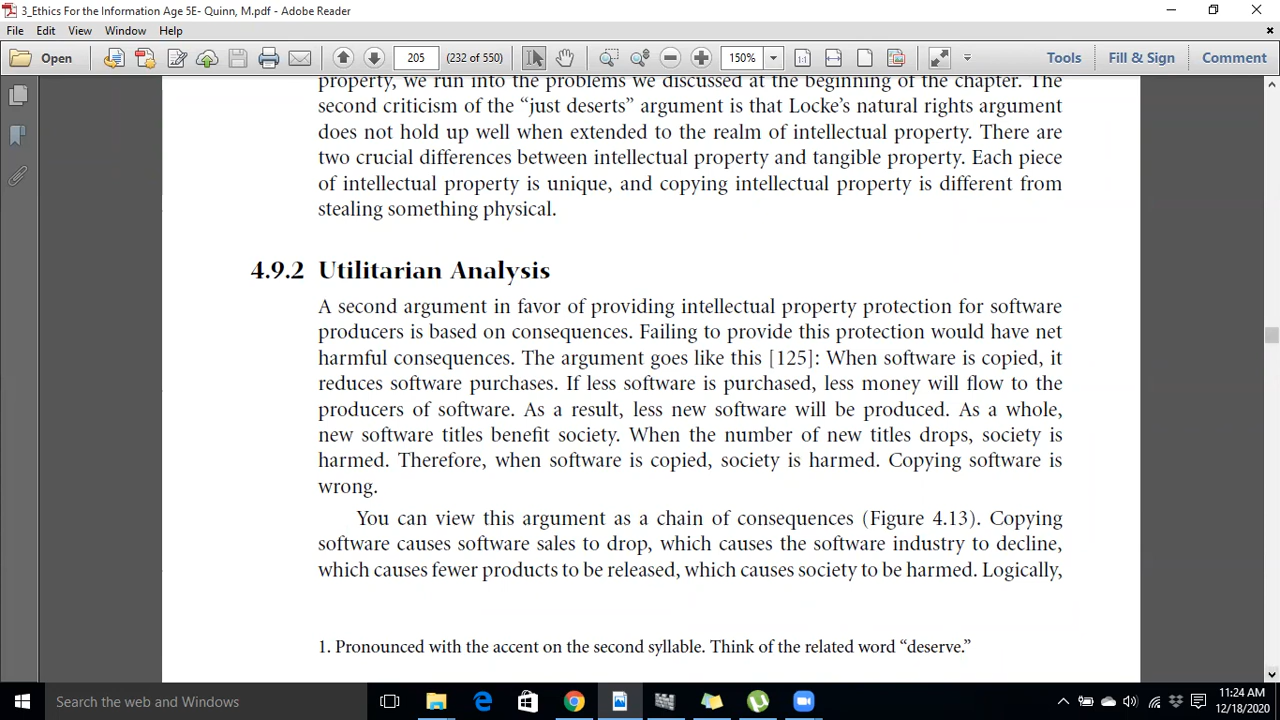 3_Ethics For the Information Age 5E- Quinn, M.pdf - Adobe Reader
File Edit View Window Help
Open 205 (232 of 550) 150% Tools Fill & Sign Comment
property, we run into the problems we discussed at the beginning of the chapter. The
second criticism of the “just deserts” argument is that Locke’s natural rights argument
does not hold up well when extended to the realm of intellectual property. There are
two crucial differences between intellectual property and tangible property. Each piece
of intellectual property is unique, and copying intellectual property is different from
stealing something physical.
4.9.2 Utilitarian Analysis
A second argument in favor of providing intellectual property protection for software
producers is based on consequences. Failing to provide this protection would have net
harmful consequences. The argument goes like this [125]: When software is copied, it
reduces software purchases. If less software is purchased, less money will flow to the
producers of software. As a result, less new software will be produced. As a whole,
new software titles benefit society. When the number of new titles drops, society is
harmed. Therefore, when software is copied, society is harmed. Copying software is
wrong.
You can view this argument as a chain of consequences (Figure 4.13). Copying
software causes software sales to drop, which causes the software industry to decline,
which causes fewer products to be released, which causes society to be harmed. Logically,
1. Pronounced with the accent on the second syllable. Think of the related word “deserve.”
Search the web and Windows
11:24 AM
12/18/2020